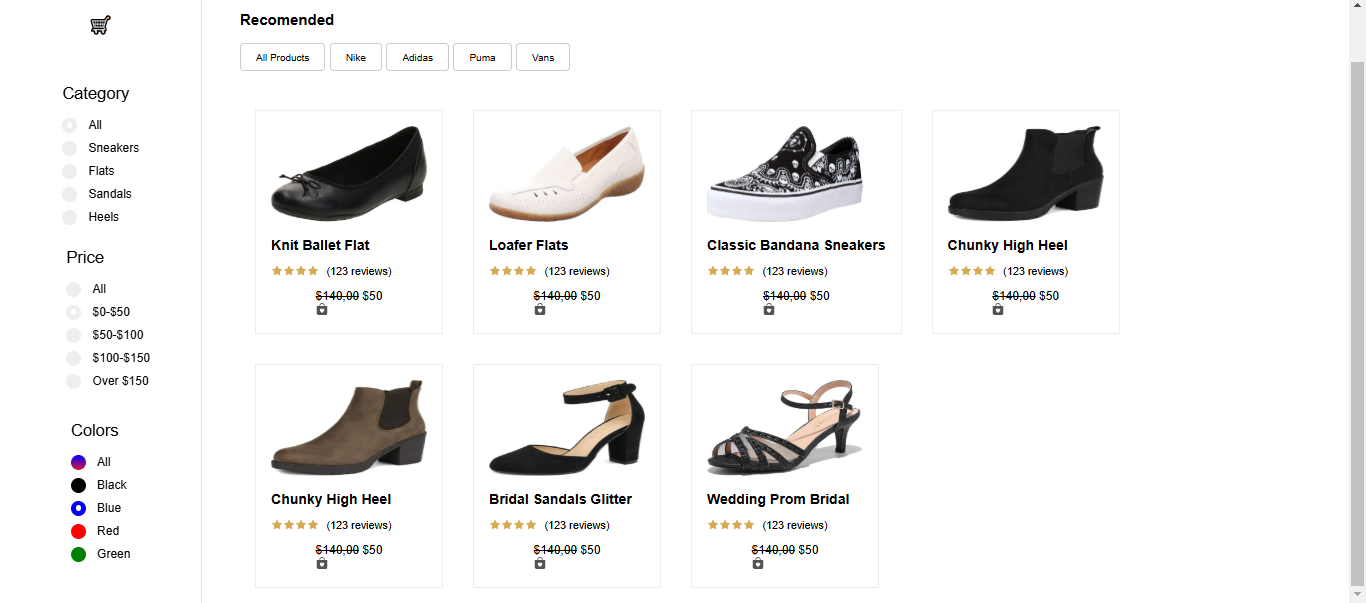 Recomended
All Products
Nike
Adidas
Puma
Vans
Category
All
Sneakers
Flats
Sandals
Heels
Price
All
$0-$50
$50-$100
$100-$150
Over $150
Colors
All
Black
Blue
Red
Green
Knit Ballet Flat
(123 reviews)
$140,00 $50
Loafer Flats
(123 reviews)
$140,00 $50
Classic Bandana Sneakers
(123 reviews)
$140,00 $50
Chunky High Heel
(123 reviews)
$140,00 $50
Chunky High Heel
(123 reviews)
$140,00 $50
Bridal Sandals Glitter
(123 reviews)
$140,00 $50
Wedding Prom Bridal
(123 reviews)
$140,00 $50